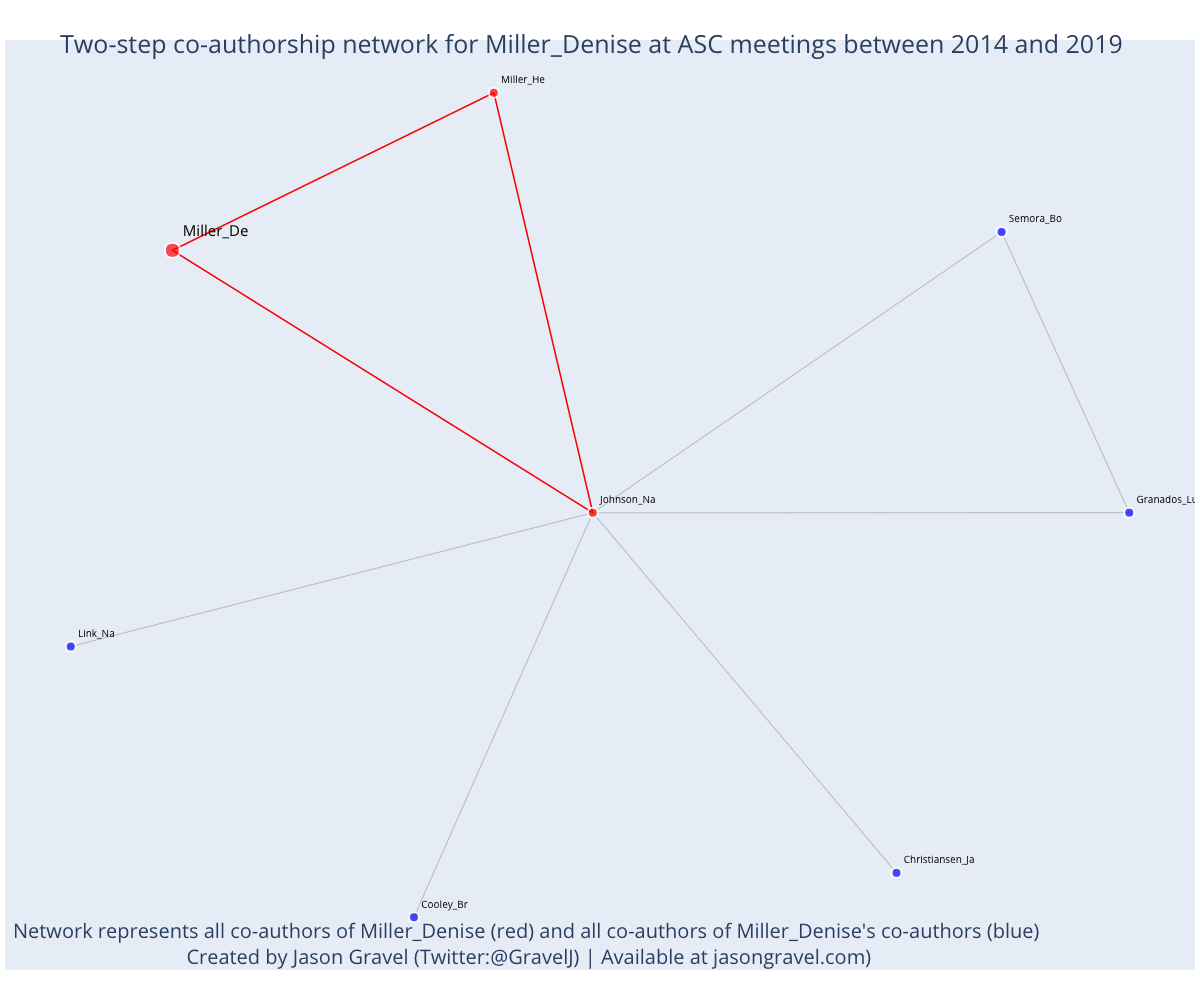 Two-step co-authorship network for Miller_Denise at ASC meetings between 2014 and 2019
Miller_He
Semora_Bo
Miller_De
Johnson_Na
Granados_Lu
Link_Na
Christiansen_Ja
Cooley_Br
Network represents all co-authors of Miller_Denise (red) and all co-authors of Miller_Denise's co-authors (blue)
Created by Jason Gravel (Twitter:@GravelJ) | Available at jasongravel.com)